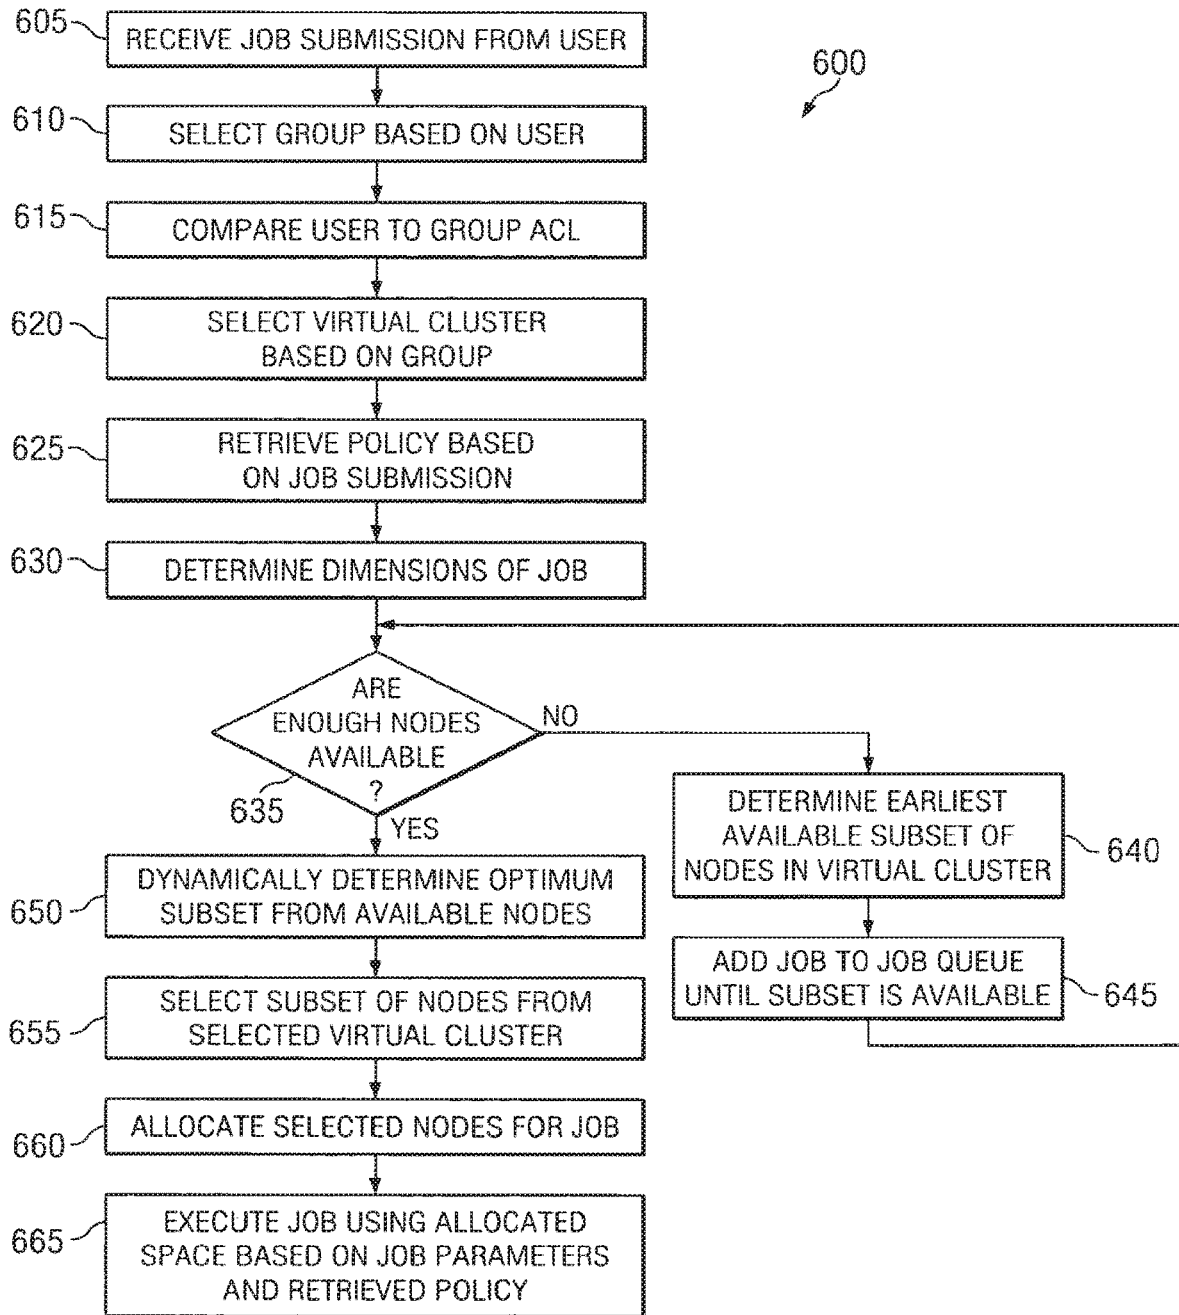 605
RECEIVE JOB SUBMISSION FROM USER
600
610
SELECT GROUP BASED ON USER
615
COMPARE USER TO GROUP ACL
620
SELECT VIRTUAL CLUSTER
BASED ON GROUP
625
RETRIEVE POLICY BASED
ON JOB SUBMISSION
630
DETERMINE DIMENSIONS OF JOB
ARE
ENOUGH NODES
AVAILABLE
?
635
NO
YES
DETERMINE EARLIEST
AVAILABLE SUBSET OF
NODES IN VIRTUAL CLUSTER
640
ADD JOB TO JOB QUEUE
UNTIL SUBSET IS AVAILABLE
645
650
DYNAMICALLY DETERMINE OPTIMUM
SUBSET FROM AVAILABLE NODES
655
SELECT SUBSET OF NODES FROM
SELECTED VIRTUAL CLUSTER
660
ALLOCATE SELECTED NODES FOR JOB
665
EXECUTE JOB USING ALLOCATED
SPACE BASED ON JOB PARAMETERS
AND RETRIEVED POLICY